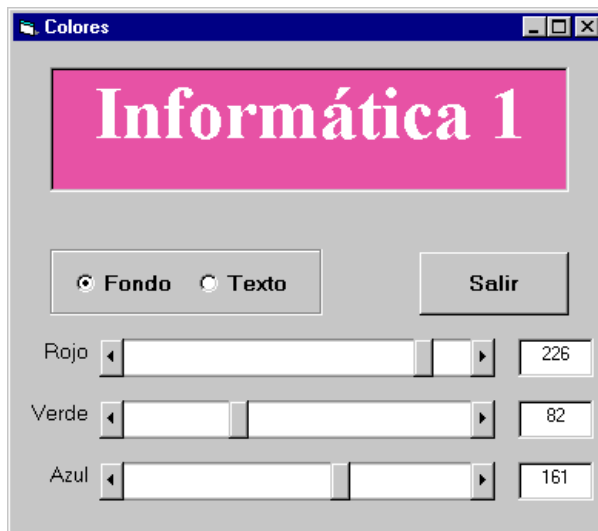 Colores
Informática 1
Fondo Texto Salir
Rojo 226
Verde 82
Azul 161